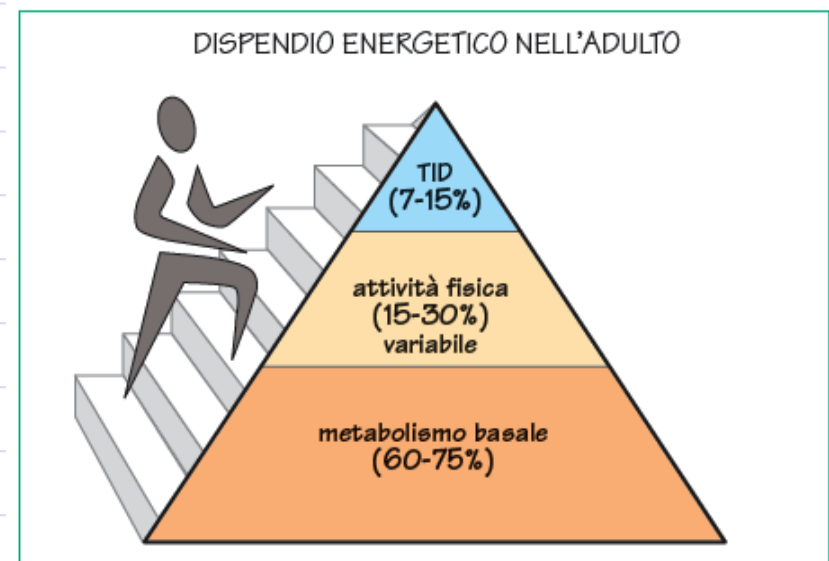 DISPENDIO ENERGETICO NELL'ADULTO
TID
(7-15%)
attività fisica
(15-30%)
variabile
metabolismo basale
(60-75%)